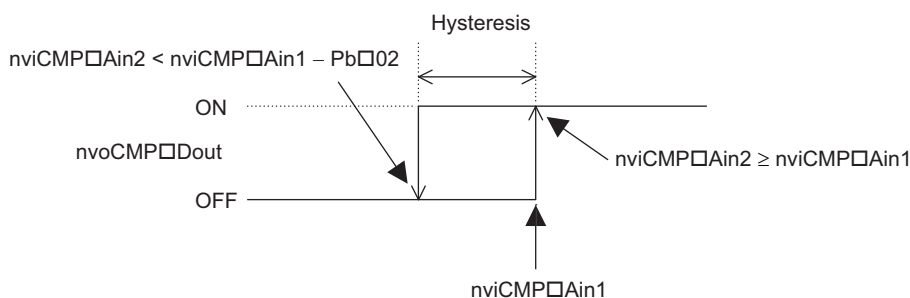 Hysteresis
nviCMP□Ain2 < nviCMP□Ain1 – Pb□02
ON
nvoCMP□Dout
nviCMP□Ain2 ≥ nviCMP□Ain1
OFF
nviCMP□Ain1